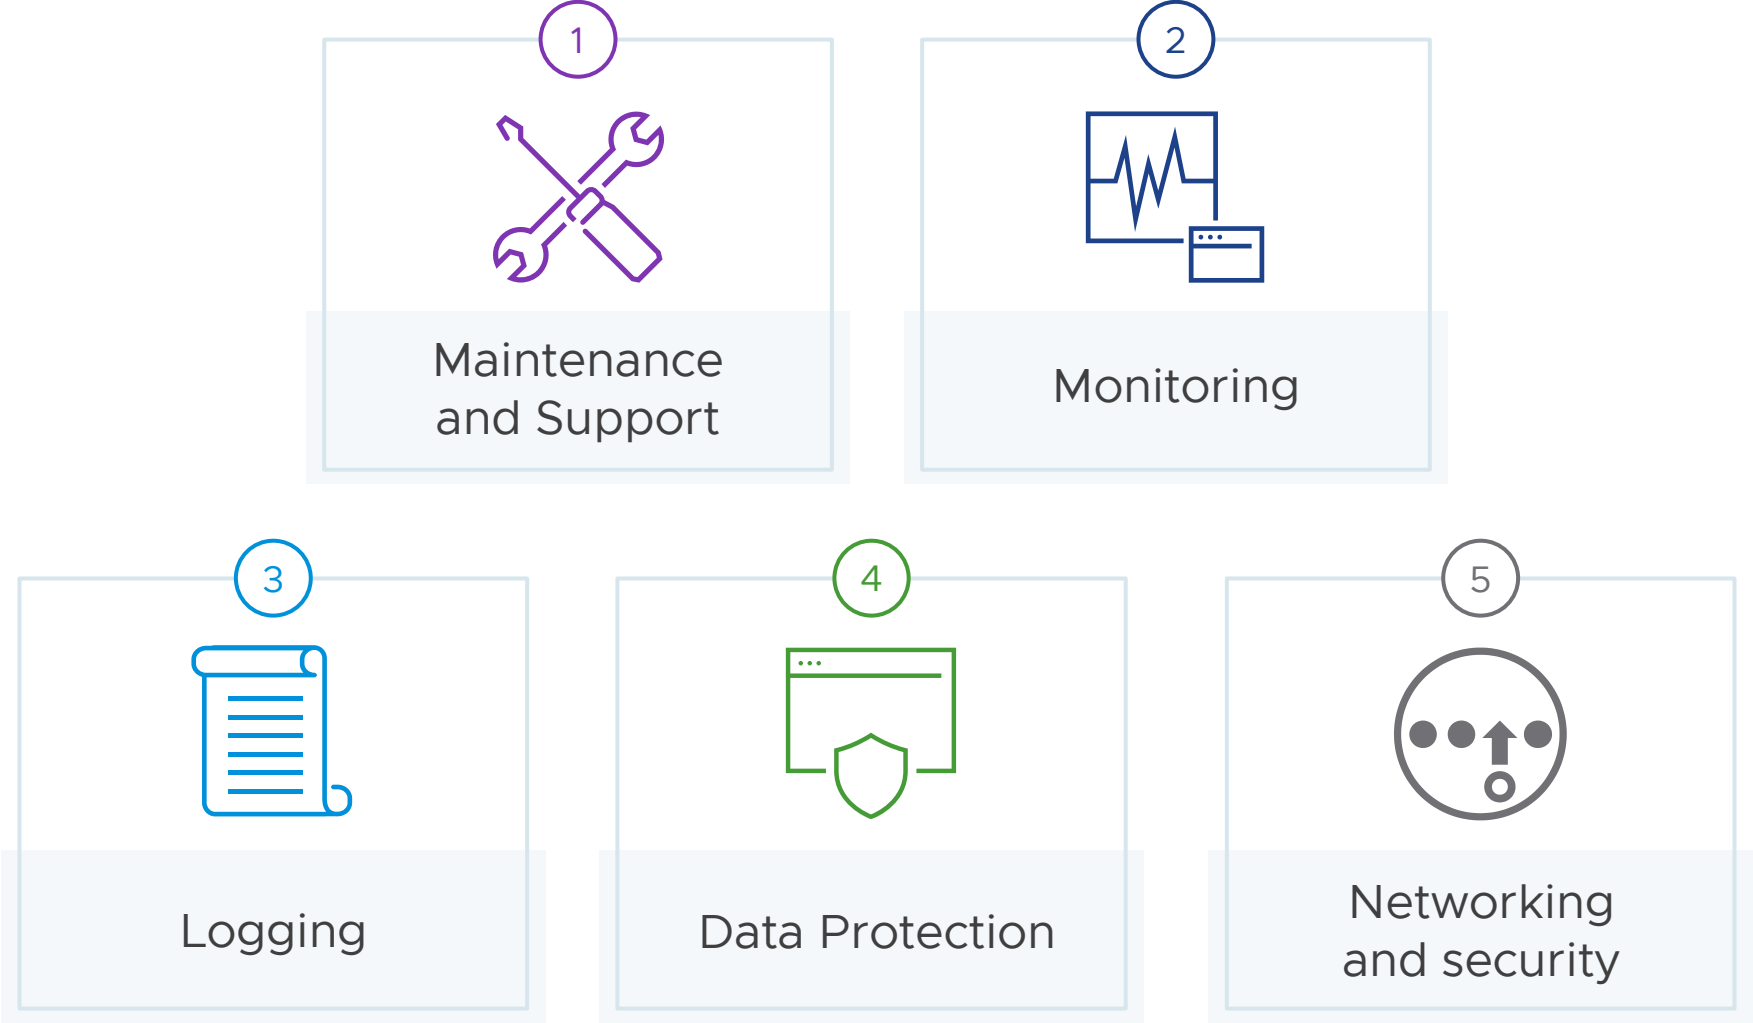 1
Maintenance
and Support
2
Monitoring
3
Logging
4
Data Protection
5
Networking
and security